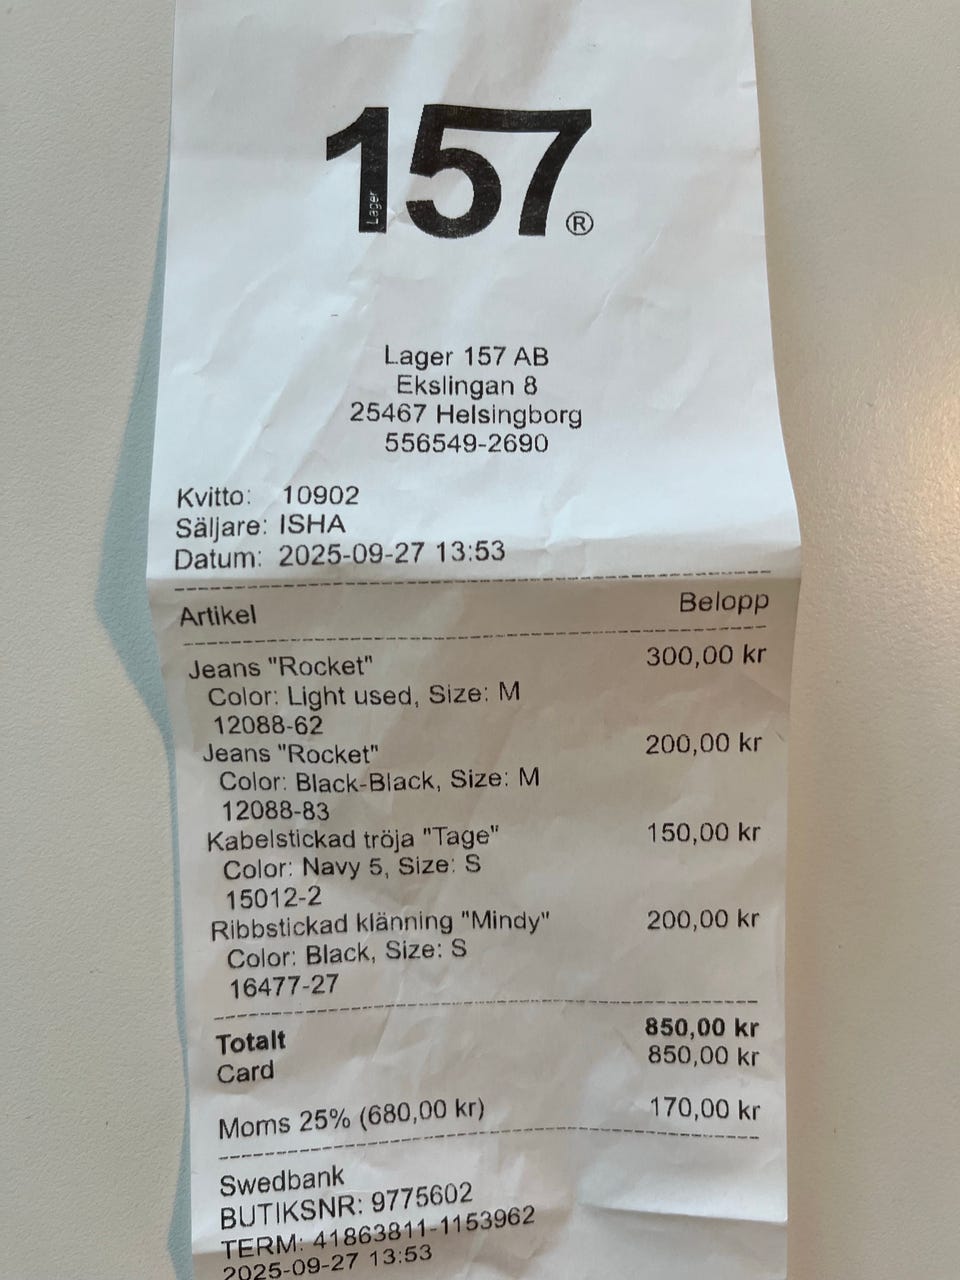 Lager 157®
Lager 157 AB
Ekslingan 8
25467 Helsingborg
556549-2690
Kvitto: 10902
Säljare: ISHA
Datum: 2025-09-27 13:53
Artikel Belopp
Jeans "Rocket" 300,00 kr
Color: Light used, Size: M
12088-62
Jeans "Rocket" 200,00 kr
Color: Black-Black, Size: M
12088-83
Kabelstickad tröja "Tage" 150,00 kr
Color: Navy 5, Size: S
15012-2
Ribbstickad klänning "Mindy" 200,00 kr
Color: Black, Size: S
16477-27
Totalt 850,00 kr
Card 850,00 kr
Moms 25% (680,00 kr) 170,00 kr
Swedbank
BUTIKSNR: 9775602
TERM: 41863811-1153962
2025-09-27 13:53